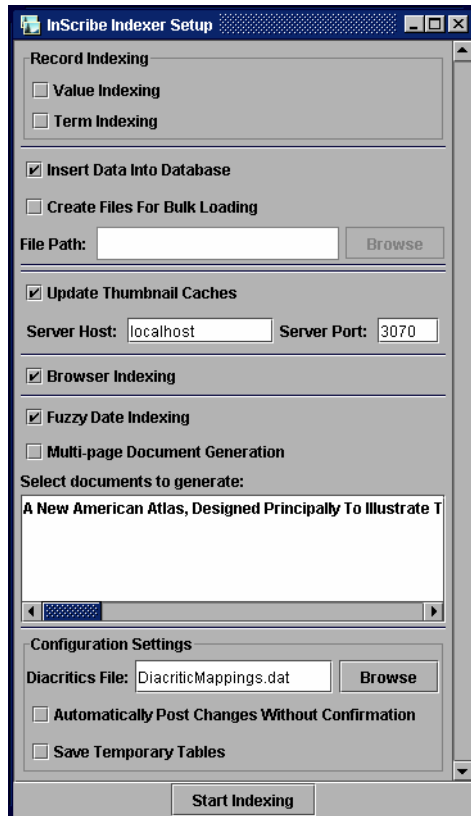 InScribe Indexer Setup
Record Indexing
Value Indexing
Term Indexing
Insert Data Into Database
Create Files For Bulk Loading
File Path: Browse
Update Thumbnail Caches
Server Host: localhost Server Port: 3070
Browser Indexing
Fuzzy Date Indexing
Multi-page Document Generation
Select documents to generate:
A New American Atlas, Designed Principally To Illustrate T
Configuration Settings
Diacritics File: DiacriticMappings.dat Browse
Automatically Post Changes Without Confirmation
Save Temporary Tables
Start Indexing